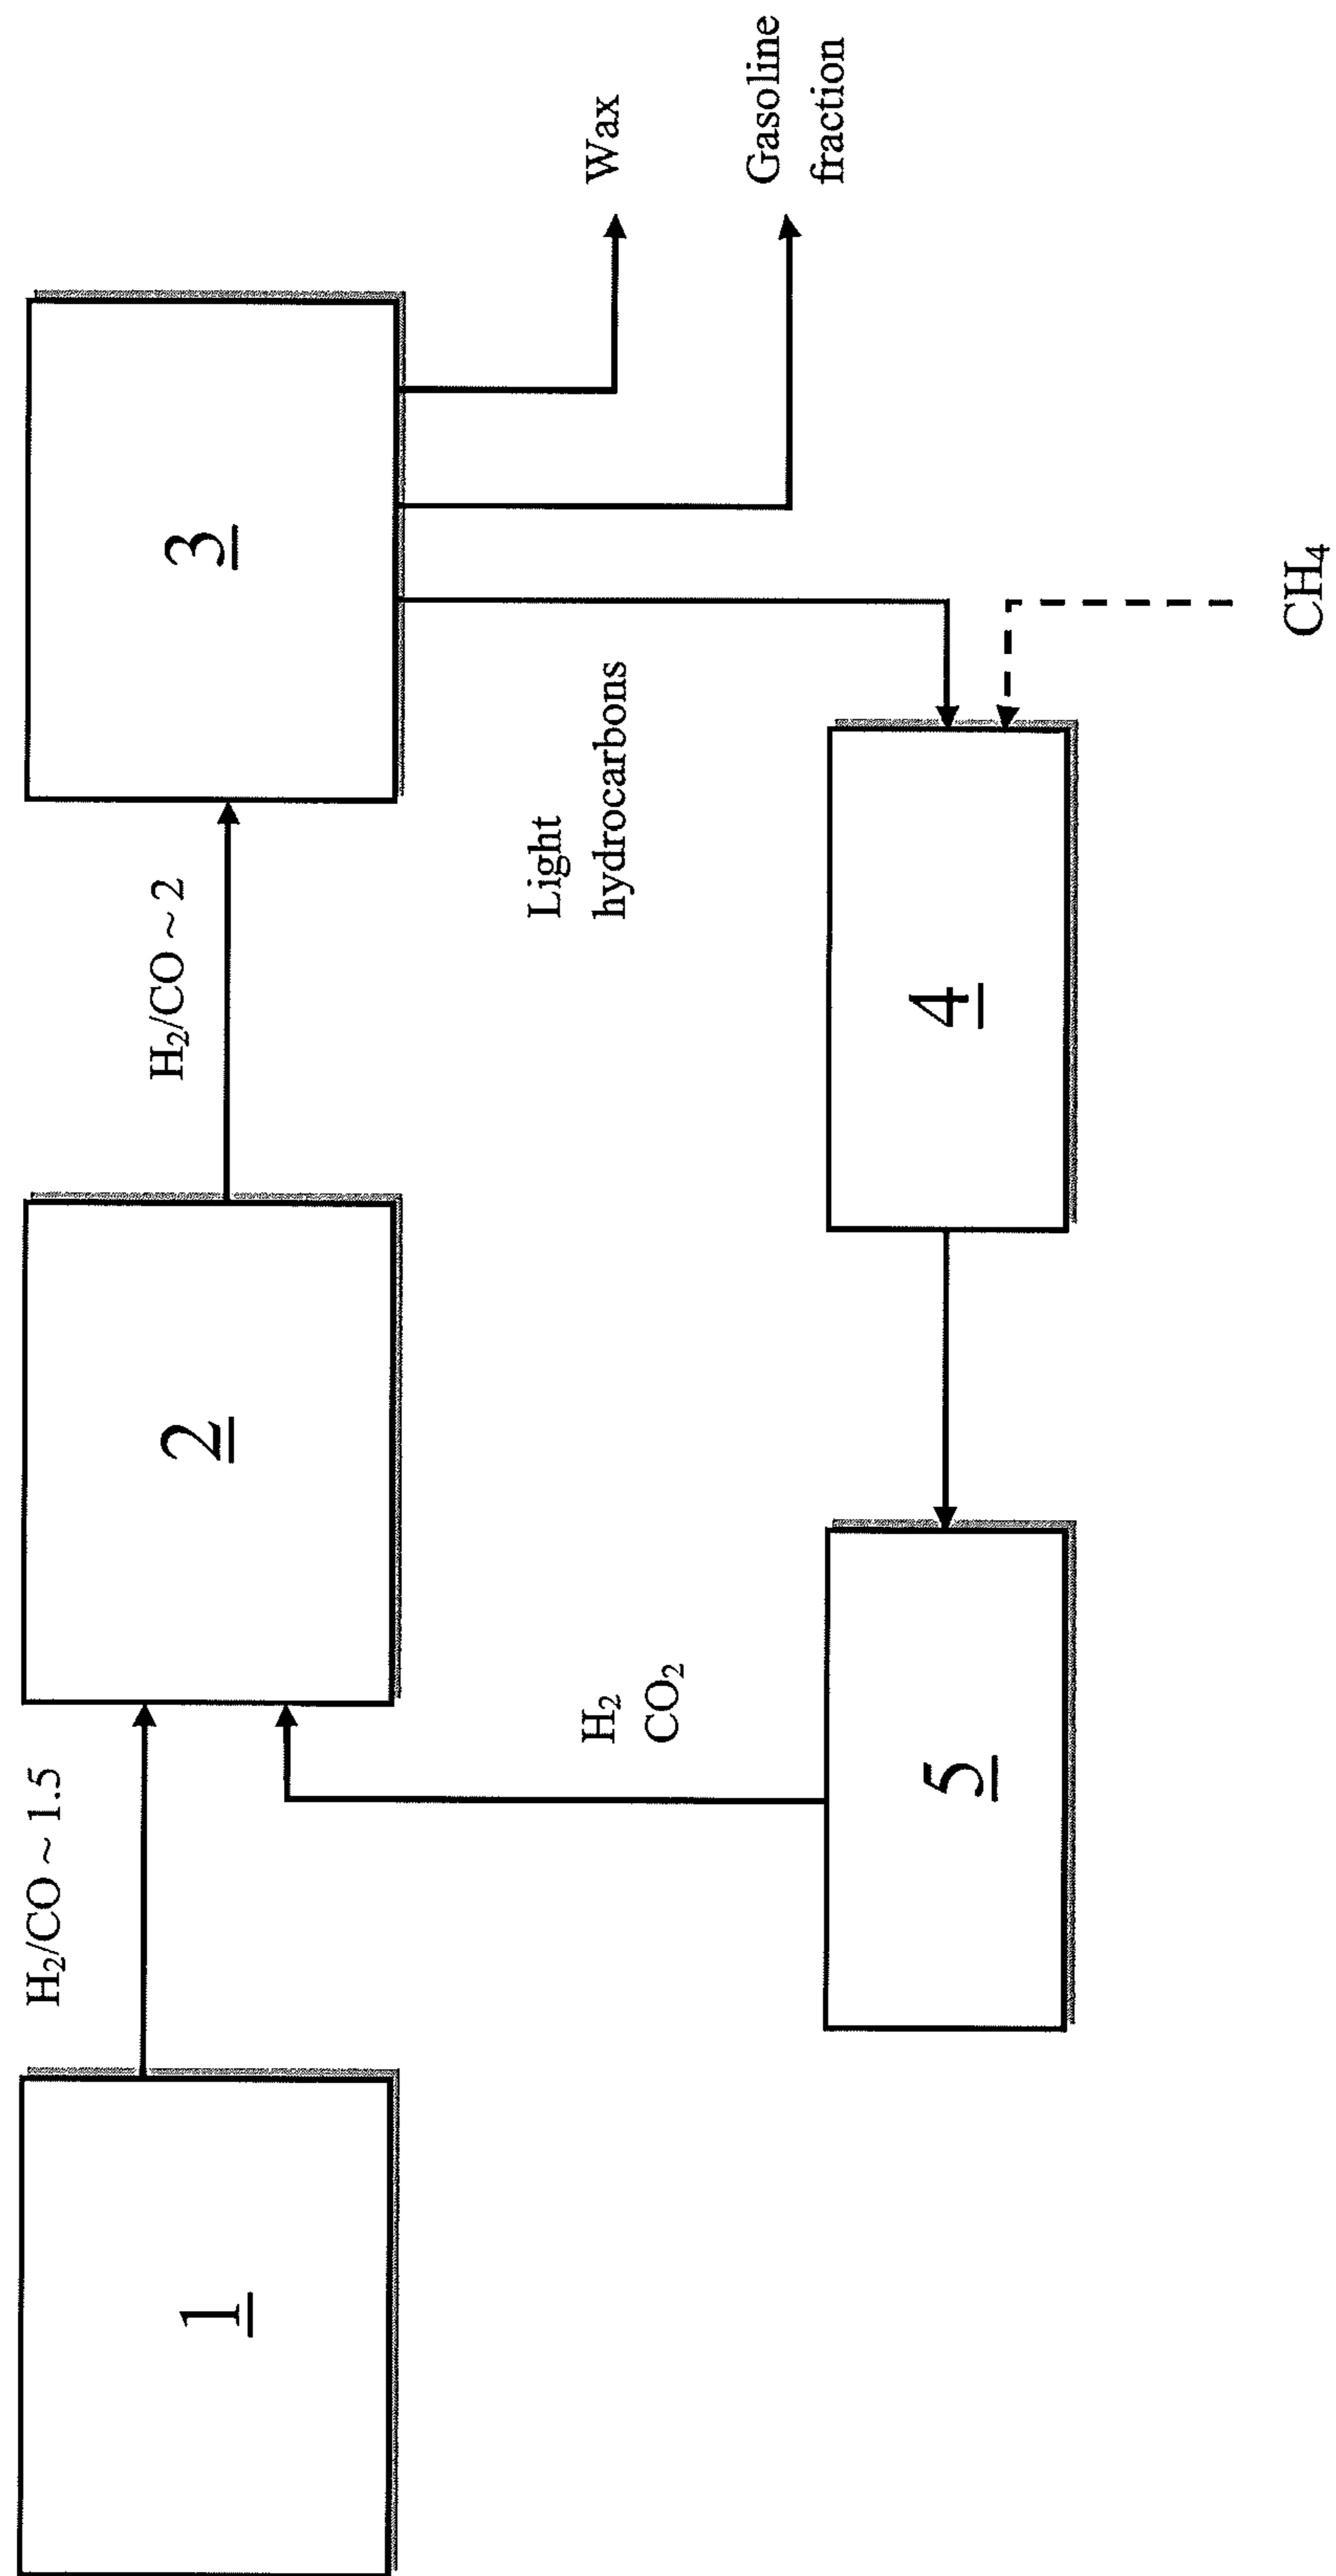 H₂/CO ~ 1.5
H₂/CO ~ 2
1
2
3
Light
hydrocarbons
Wax
Gasoline
fraction
H₂
CO₂
5
4
CH₄